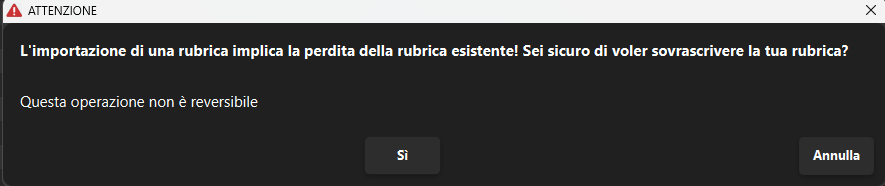 ATTENZIONE
L'importazione di una rubrica implica la perdita della rubrica esistente! Sei sicuro di voler sovrascrivere la tua rubrica?
Questa operazione non è reversibile
Sì
Annulla